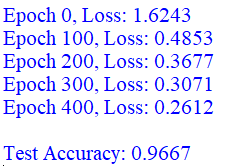 Epoch 0, Loss: 1.6243
Epoch 100, Loss: 0.4853
Epoch 200, Loss: 0.3677
Epoch 300, Loss: 0.3071
Epoch 400, Loss: 0.2612
Test Accuracy: 0.9667